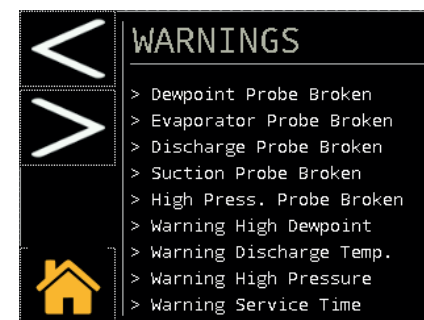 WARNINGS
> Dewpoint Probe Broken
> Evaporator Probe Broken
> Discharge Probe Broken
> Suction Probe Broken
> High Press. Probe Broken
> Warning High Dewpoint
> Warning Discharge Temp.
> Warning High Pressure
> Warning Service Time